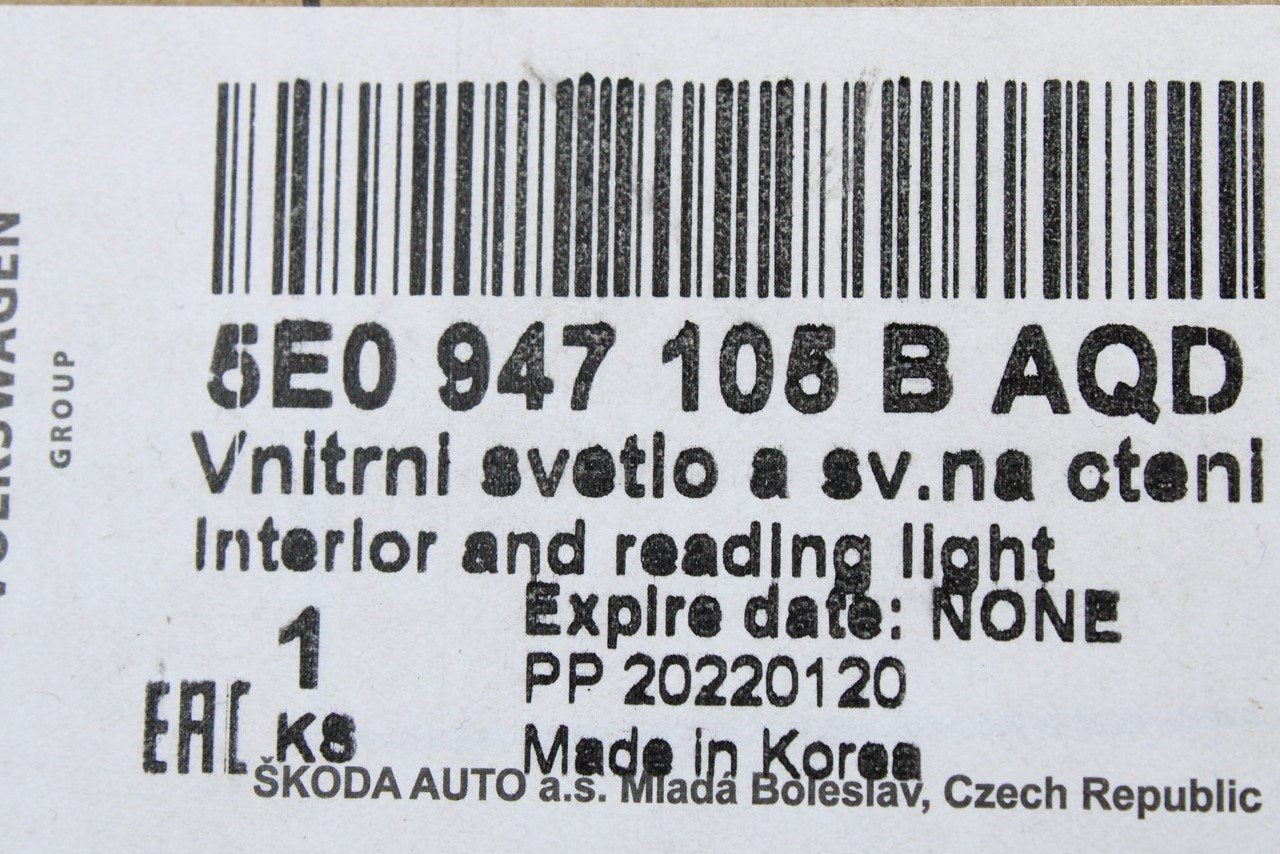 VOLKSWAGEN
GROUP
5E0 947 105 B AQD
Vnitrni svetlo a sv.na cteni
Interior and reading light
Expire date: NONE
1
PP 20220120
EAC KS
Made in Korea
ŠKODA AUTO a.s. Mladá Boleslav, Czech Republic